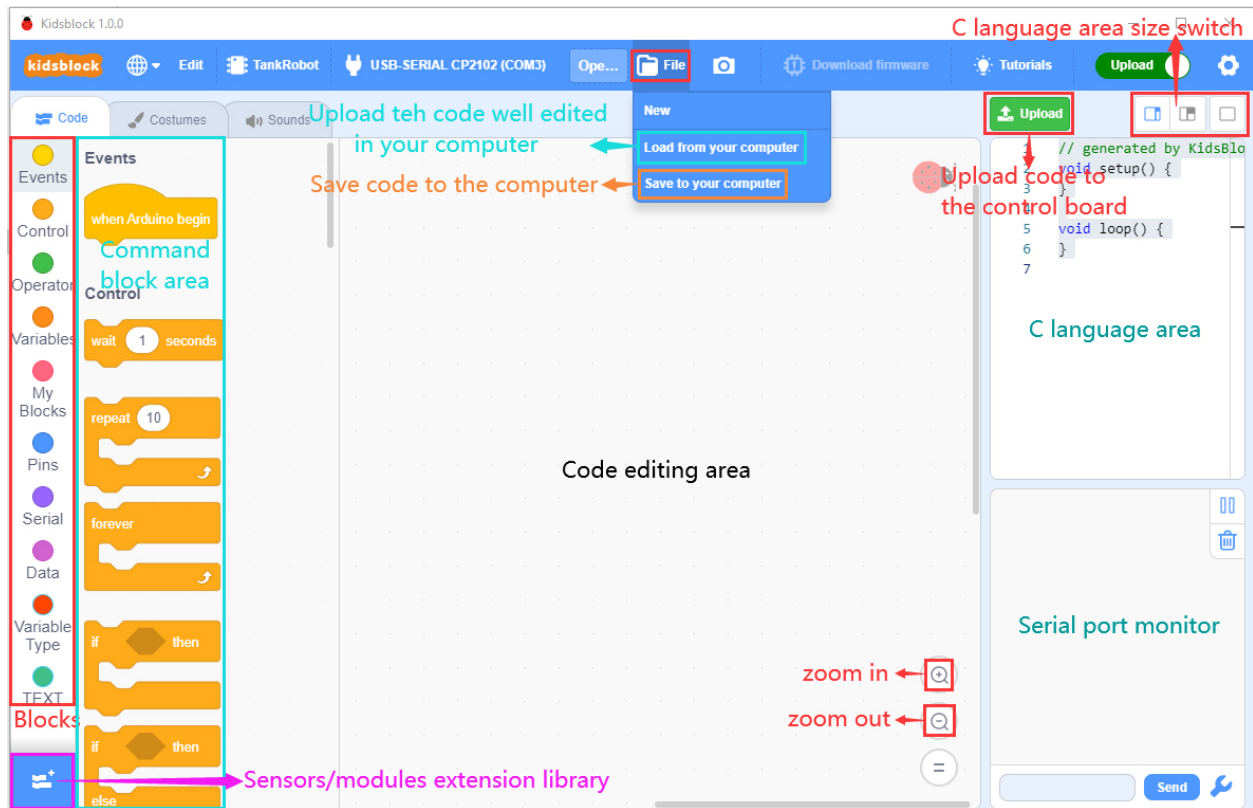 Kidsblock 1.0.0
C language area size switch
kidsblock
Edit
TankRobot
USB-SERIAL CP2102 (COM3)
Ope...
File
Download firmware
Tutorials
Upload
Code
Costumes
Sounds
Upload teh code well edited
in your computer
Save code to the computer
New
Load from your computer
Save to your computer
Upload
Upload code to
the control board
1 // generated by KidsBlo
2 void setup() {
3 }
4
5 void loop() {
6 }
7
C language area
Events
Control
Operator
Variables
My
Blocks
Pins
Serial
Data
Variable
Type
TEXT
Blocks
Events
when Arduino begin
Command
block area
Control
wait 1 seconds
repeat 10
forever
if then
if then
else
Code editing area
zoom in
zoom out
=
Sensors/modules extension library
Serial port monitor
Send